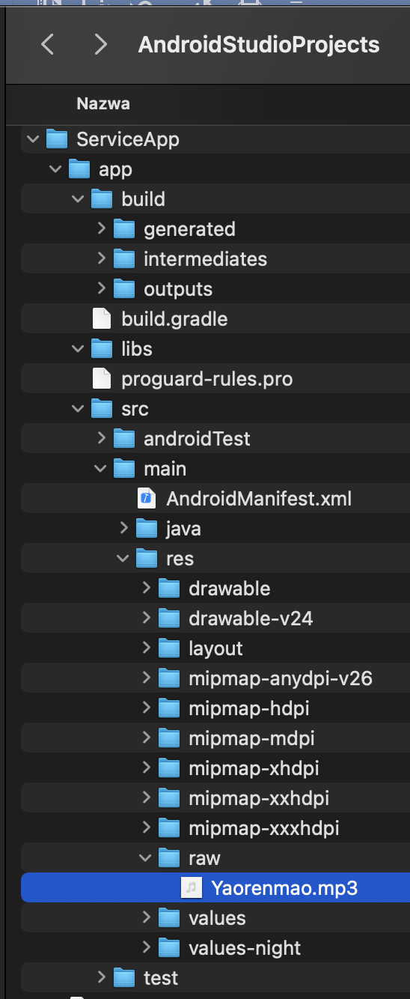 AndroidStudioProjects
Nazwa
ServiceApp
app
build
generated
intermediates
outputs
build.gradle
libs
proguard-rules.pro
src
androidTest
main
AndroidManifest.xml
java
res
drawable
drawable-v24
layout
mipmap-anydpi-v26
mipmap-hdpi
mipmap-mdpi
mipmap-xhdpi
mipmap-xxhdpi
mipmap-xxxhdpi
raw
Yaorenmao.mp3
values
values-night
test